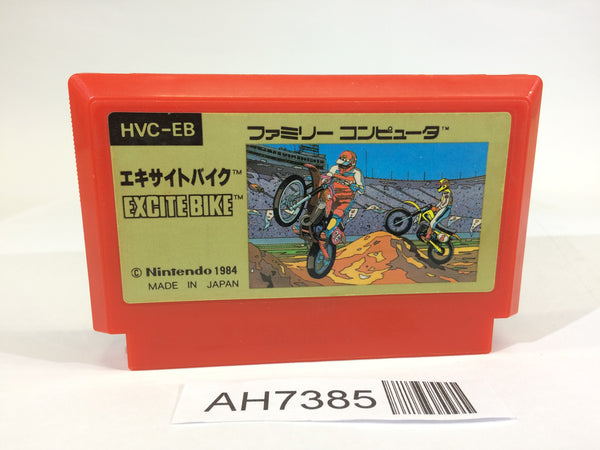 HVC-EB
ファミリー コンピュータ™
エキサイトバイク™
EXCITEBIKE™
© Nintendo 1984
MADE IN JAPAN
AH7385